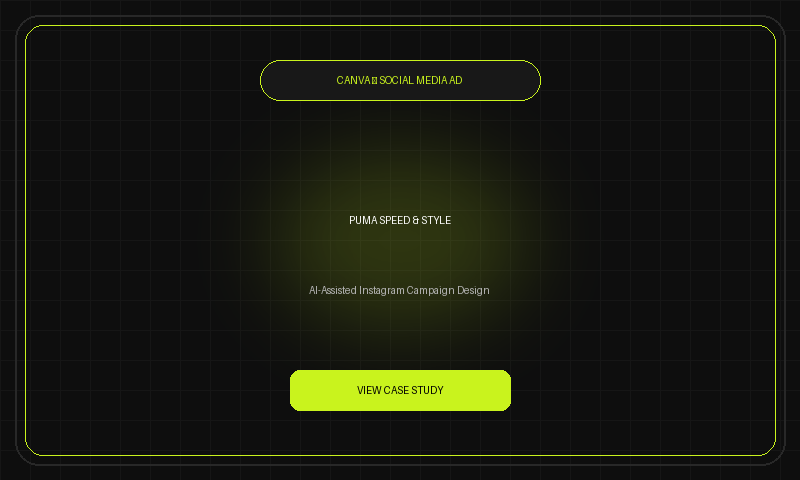 CANVA SOCIAL MEDIA AD
PUMA SPEED & STYLE
AI-Assisted Instagram Campaign Design
VIEW CASE STUDY